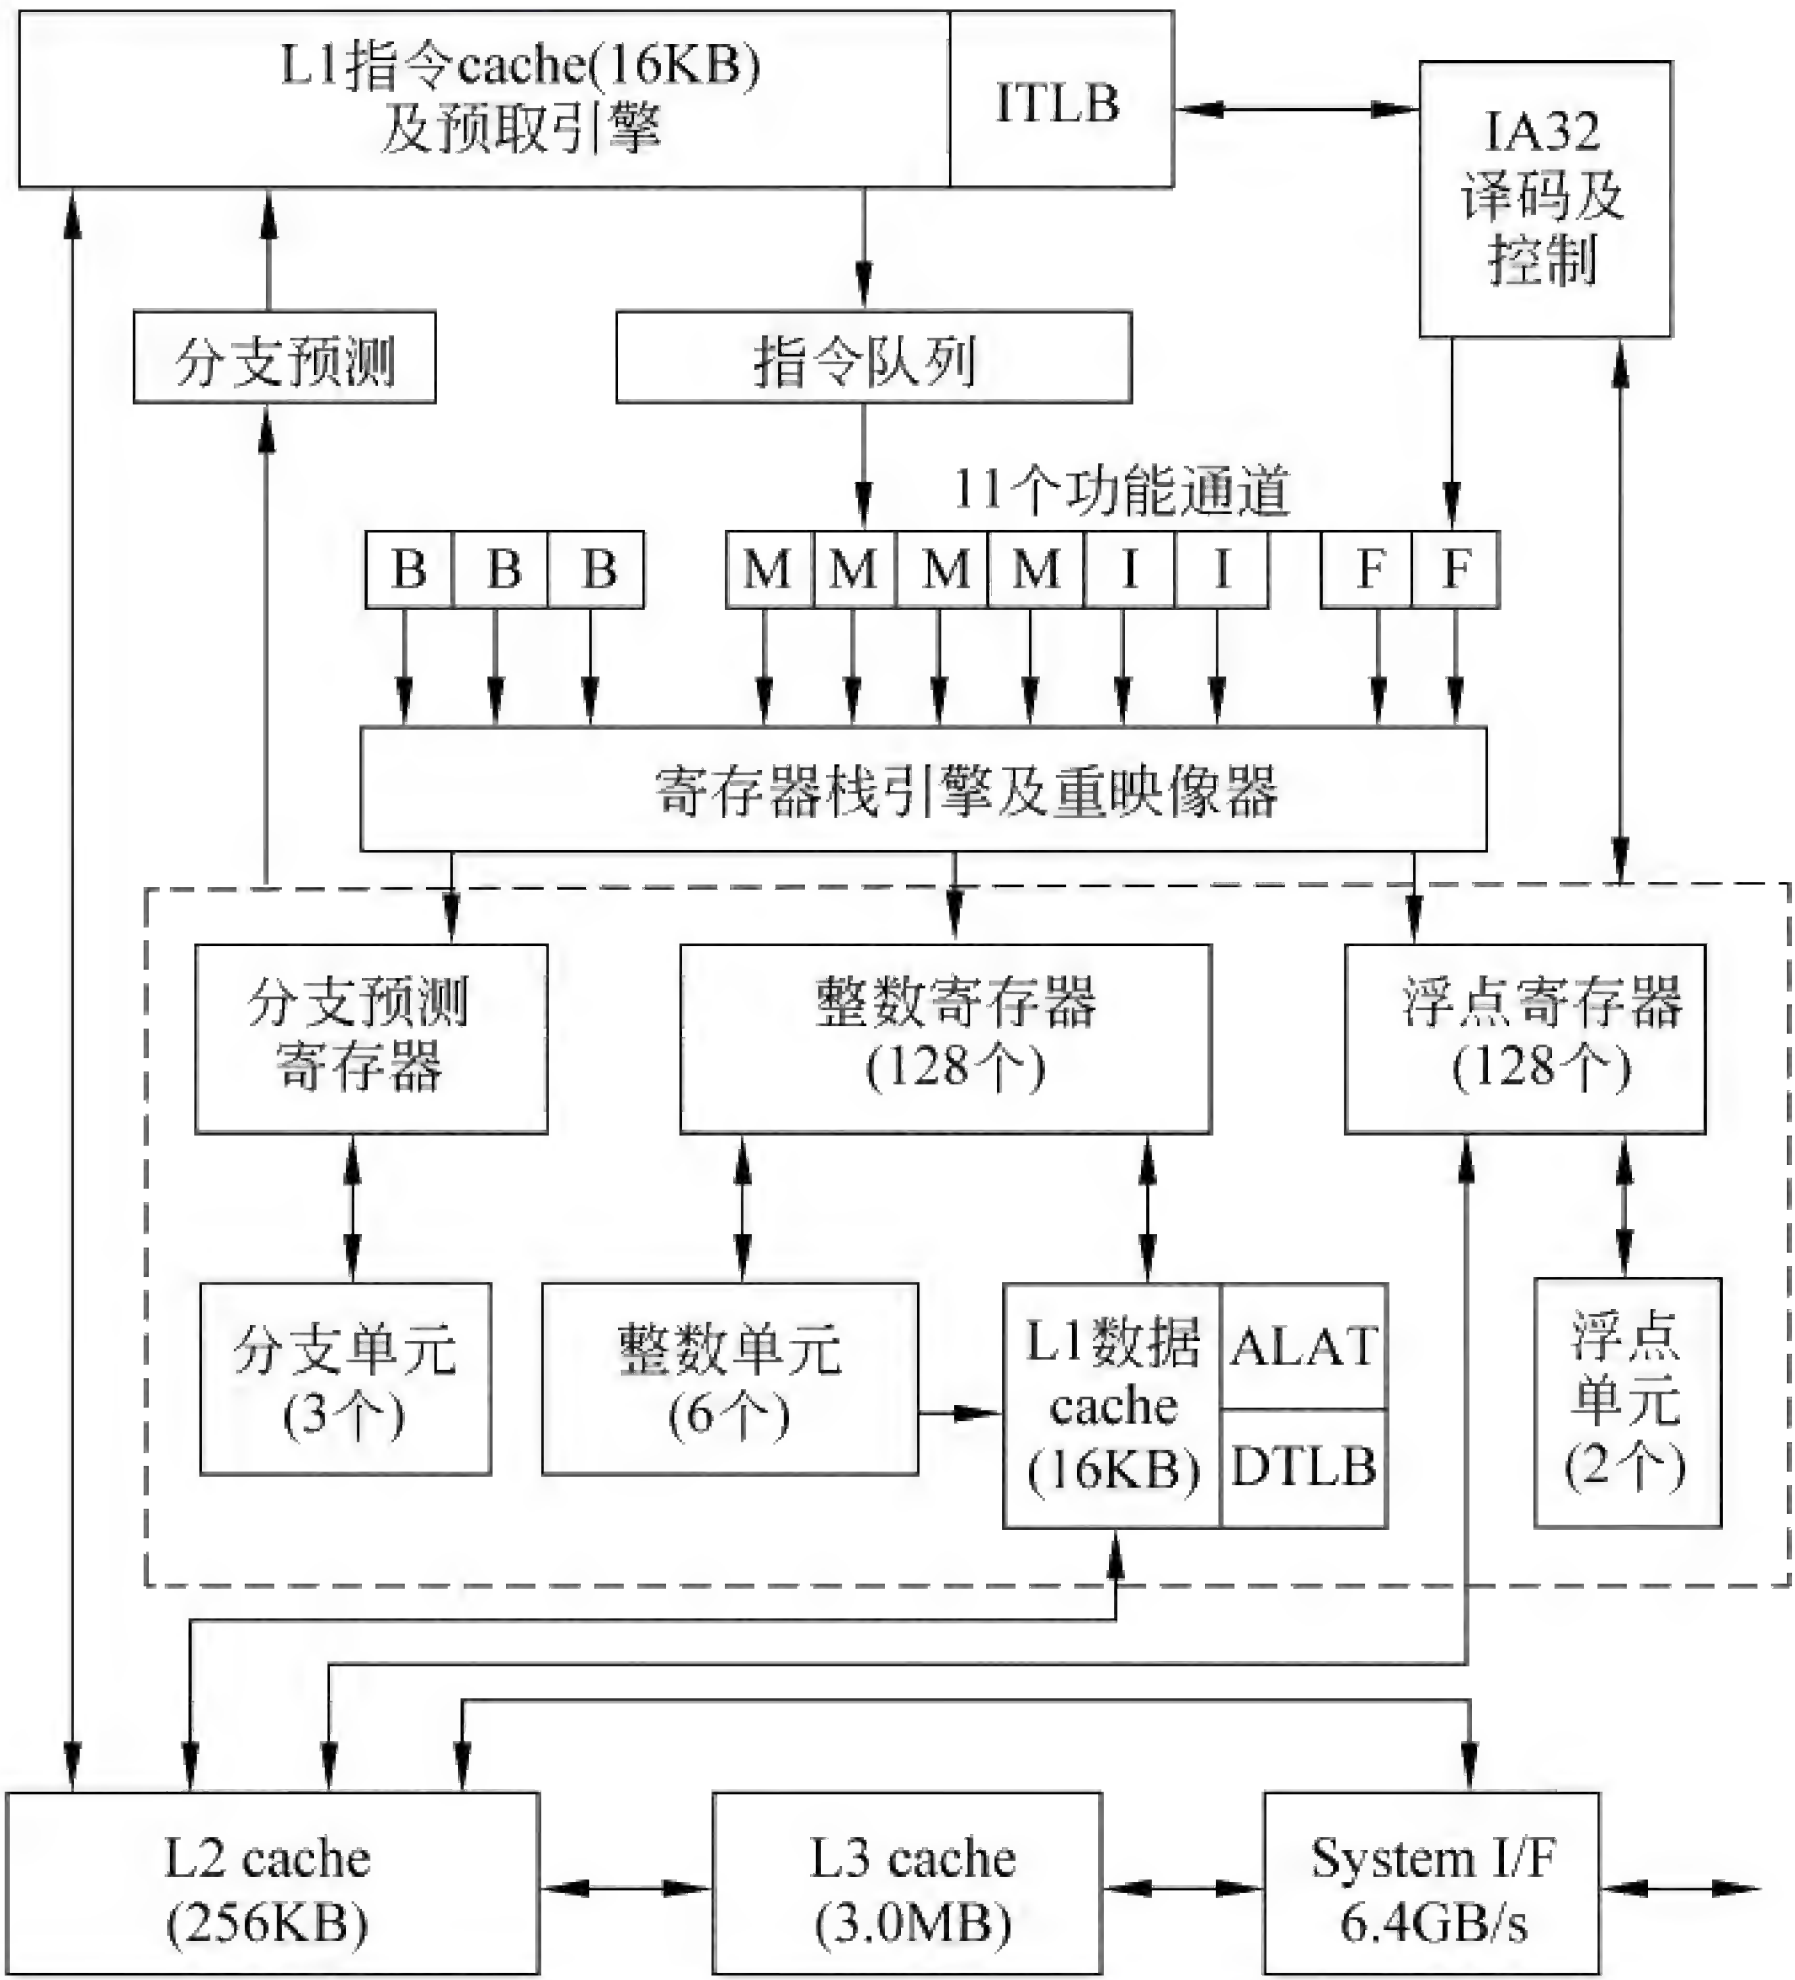 L1指令cache(16KB)
及预取引擎
ITLB
IA32
译码及
控制
分支预测
指令队列
11个功能通道
B B B M M M M I I F F
寄存器栈引擎及重映像器
分支预测
寄存器
整数寄存器
(128个)
浮点寄存器
(128个)
分支单元
(3个)
整数单元
(6个)
L1数据
cache
(16KB)
ALAT
DTLB
浮点
单元
(2个)
L2 cache
(256KB)
L3 cache
(3.0MB)
System I/F
6.4GB/s